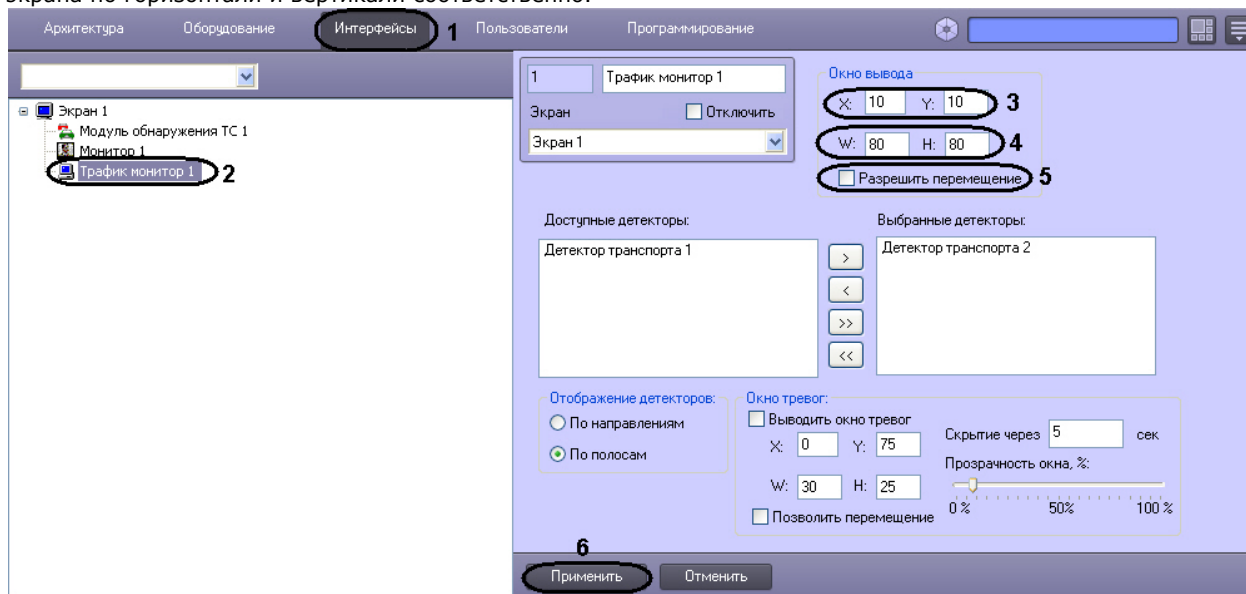 экрана по горизонтали и вертикали соответственно.
Архитектура Оборудование Интерфейсы 1 Пользователи Программирование
1 Трафик монитор 1
Экран Отключить
Экран 1
Окно вывода
X: 10 Y: 10 3
W: 80 H: 80 4
Разрешить перемещение 5
Экран 1
Модуль обнаружения ТС 1
Монитор 1
Трафик монитор 1 2
Доступные детекторы: Выбранные детекторы:
Детектор транспорта 1 > Детектор транспорта 2
<
>>
<<
Отображение детекторов:
По направлениям
По полосам
Окно тревог:
Выводить окно тревог
X: 0 Y: 75
W: 30 H: 25
Позволить перемещение
Скрытие через 5 сек
Прозрачность окна, %:
0 % 50% 100 %
6
Применить Отменить